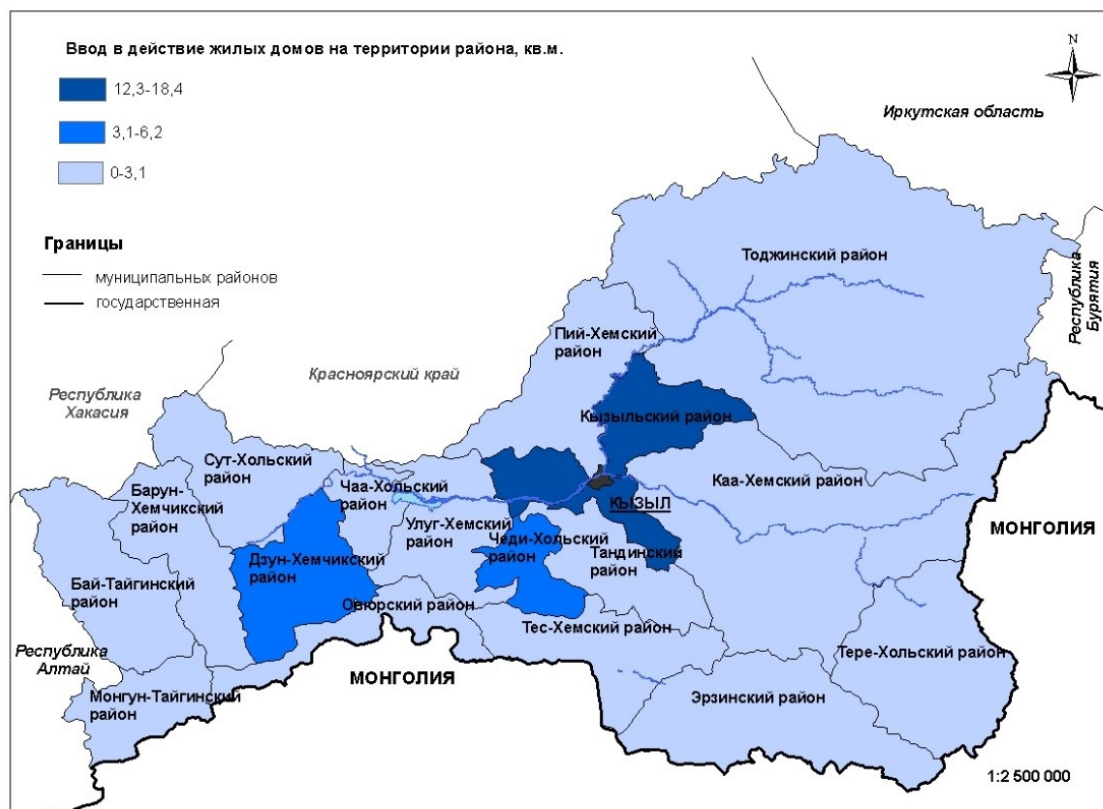 Ввод в действие жилых домов на территории района, кв.м.
12,3-18,4
3,1-6,2
0-3,1
Границы
муниципальных районов
государственная
N
Иркутская область
Республика
Бурятия
Тоджинский район
Пий-Хемский
район
Красноярский край
Республика
Хакасия
Кызыльский район
Сут-Хольский
район
Барун-
Хемчикский
район
Чаа-Хольский
район
Каа-Хемский район
КЫЗЫЛ
МОНГОЛИЯ
Улуг-Хемский
район
Чеди-Хольский
район
Тандинский
район
Дзун-Хемчикский
район
Бай-Тайгинский
район
Овюрский район
Тес-Хемский район
Республика
Алтай
Тере-Хольский район
МОНГОЛИЯ
Эрзинский район
Монгун-Тайгинский
район
1:2 500 000